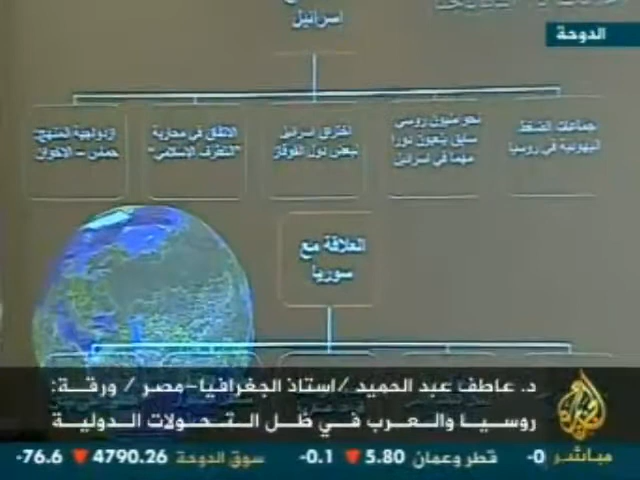 اسرائيل
الدوحة
جماعات الضغط
اليهودية في روسيا
نحو مليون روسي
سابق يلعبون دورا
مهما في اسرائيل
اختراق إسرائيل
لبعض دول القوقاز
الاتفاق في محاربة
"التطرف الإسلامي"
ازدواجية المنهج:
حماس – الاخوان
العلاقة مع
سوريا
د. عاطف عبد الحميد /استاذ الجغرافيا-مصر / ورقة:
روسيا والعرب في ظل التحولات الدولية
مباشر -0 قطر وعمان 5.80 ▼ -0.1 سوق الدوحة 4790.26 ▼ -76.6